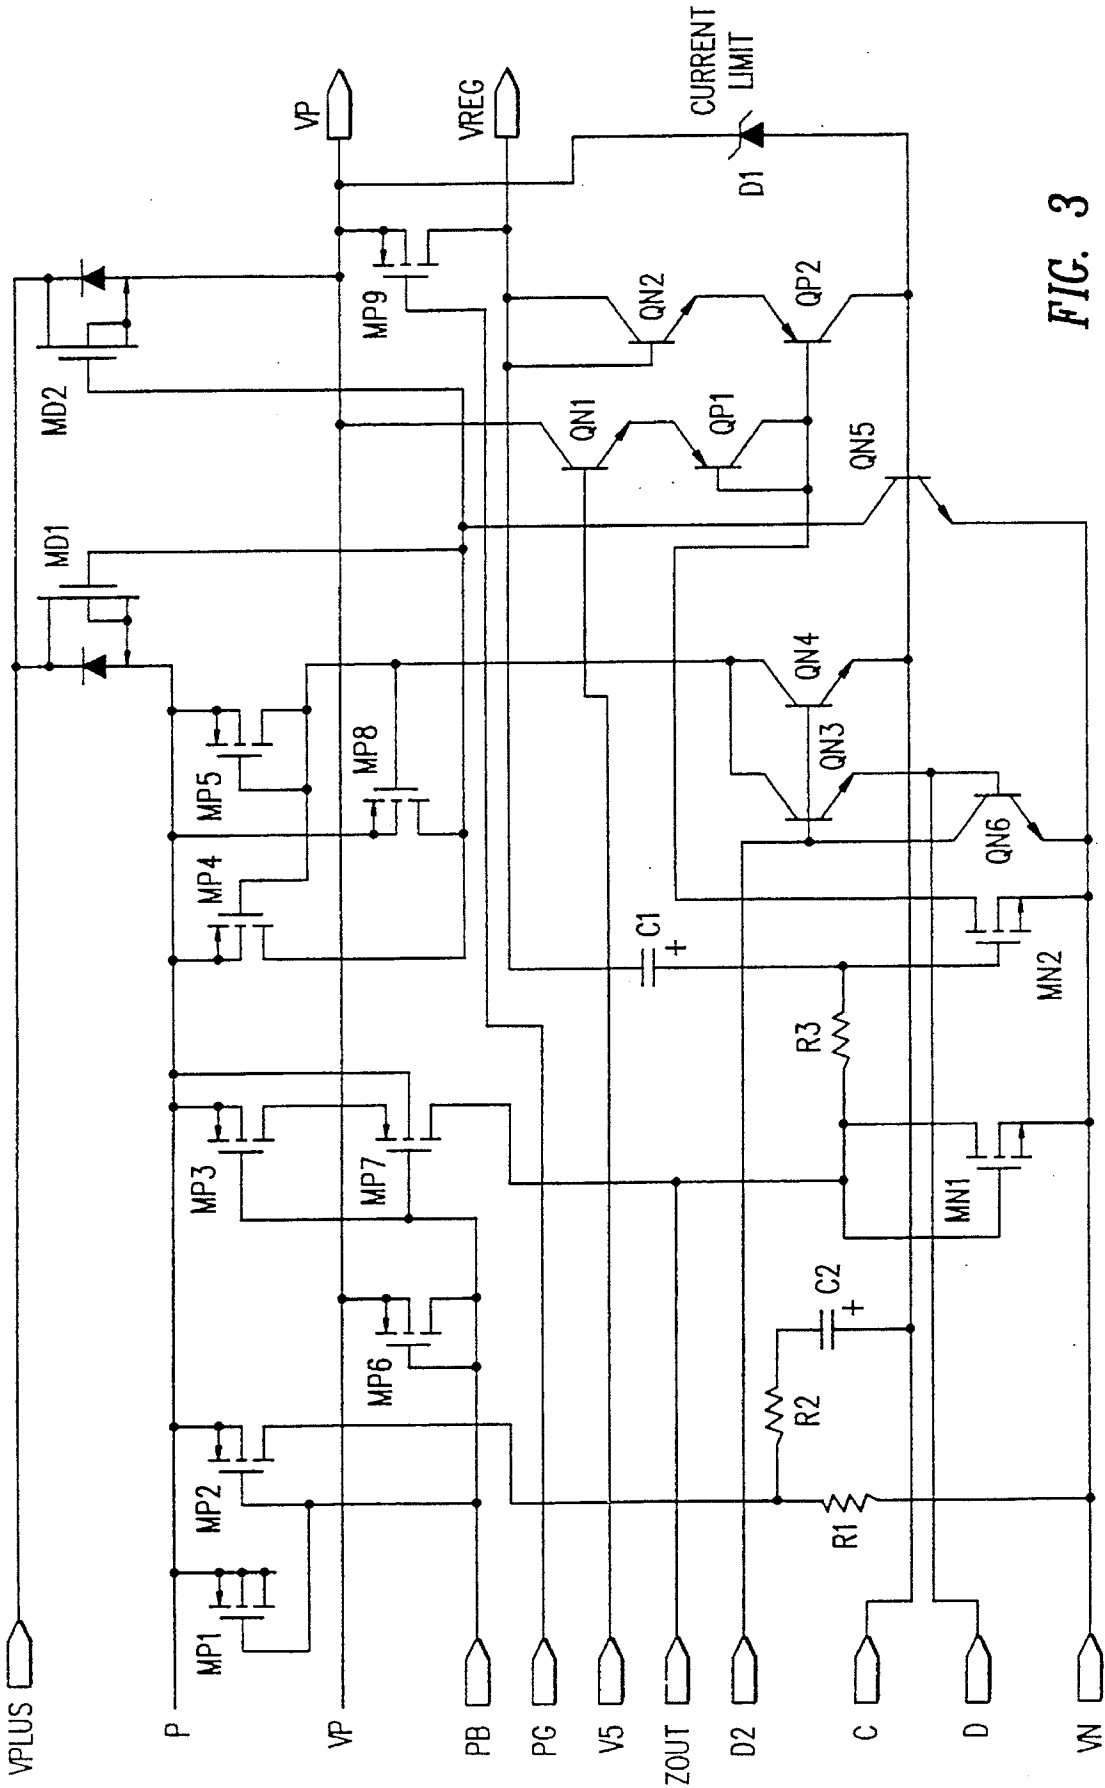 VPLUS
P
VP
PB
PG
V5
ZOUT
D2
C
D
VN
MP1
MP2
MP6
MP3
MP7
MP4
MP5
MP8
MP9
MD1
MD2
VP
VREG
CURRENT
LIMIT
D1
QN1
QN2
QP1
QP2
QN5
QN4
QN3
QN6
MN2
MN1
C1
+
R3
C2
+
R2
R1
FIG. 3